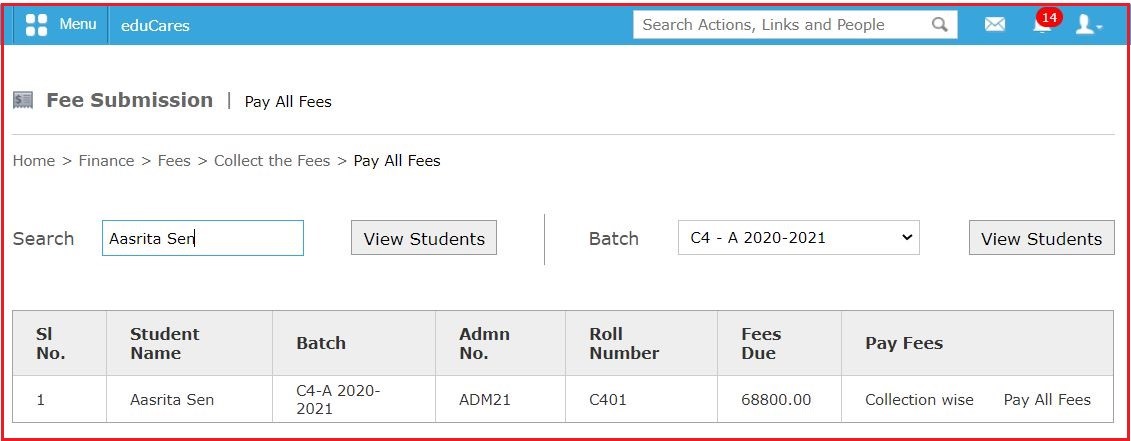 Menu eduCares Search Actions, Links and People 14
Fee Submission | Pay All Fees
Home > Finance > Fees > Collect the Fees > Pay All Fees
Search Aasrita Sen View Students Batch C4 - A 2020-2021 View Students
Sl No. Student Name Batch Admn No. Roll Number Fees Due Pay Fees
1 Aasrita Sen C4-A 2020-2021 ADM21 C401 68800.00 Collection wise Pay All Fees